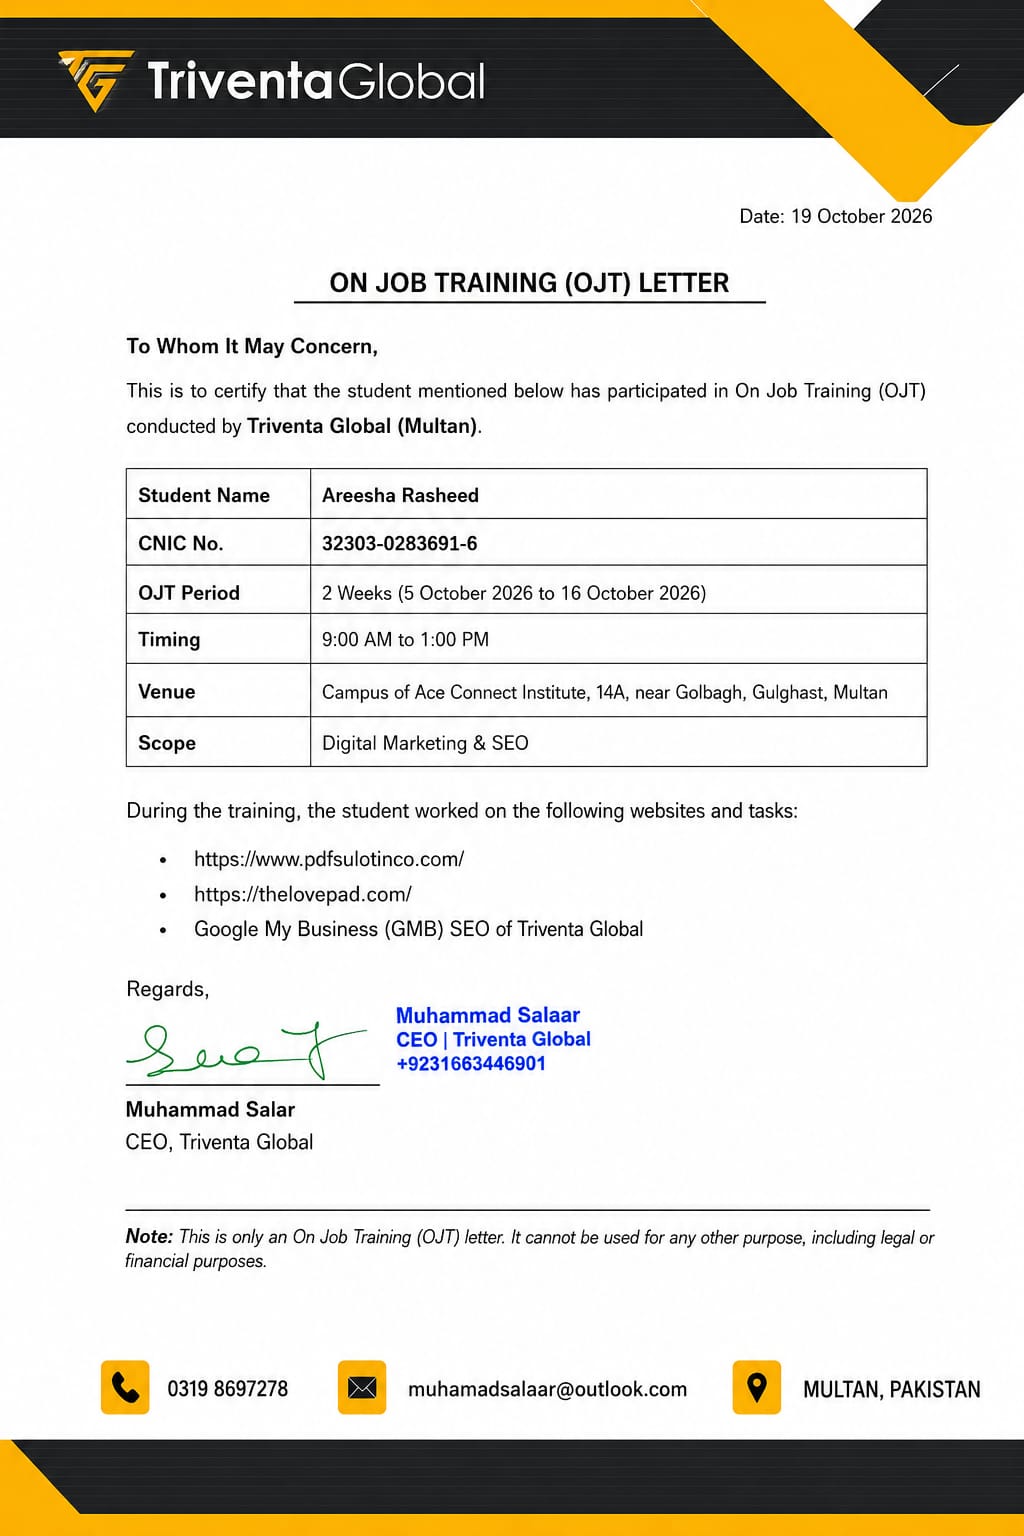 TriventaGlobal
Date: 19 October 2026
ON JOB TRAINING (OJT) LETTER
To Whom It May Concern,
This is to certify that the student mentioned below has participated in On Job Training (OJT)
conducted by Triventa Global (Multan).
Student Name Areesha Rasheed
CNIC No. 32303-0283691-6
OJT Period 2 Weeks (5 October 2026 to 16 October 2026)
Timing 9:00 AM to 1:00 PM
Venue Campus of Ace Connect Institute, 14A, near Golbagh, Gulghast, Multan
Scope Digital Marketing & SEO
During the training, the student worked on the following websites and tasks:
• https://www.pdfsulotinco.com/
• https://thelovepad.com/
• Google My Business (GMB) SEO of Triventa Global
Regards,
Muhammad Salaar
CEO | Triventa Global
+9231663446901
Muhammad Salar
CEO, Triventa Global
Note: This is only an On Job Training (OJT) letter. It cannot be used for any other purpose, including legal or
financial purposes.
0319 8697278 muhamadsalaar@outlook.com MULTAN, PAKISTAN